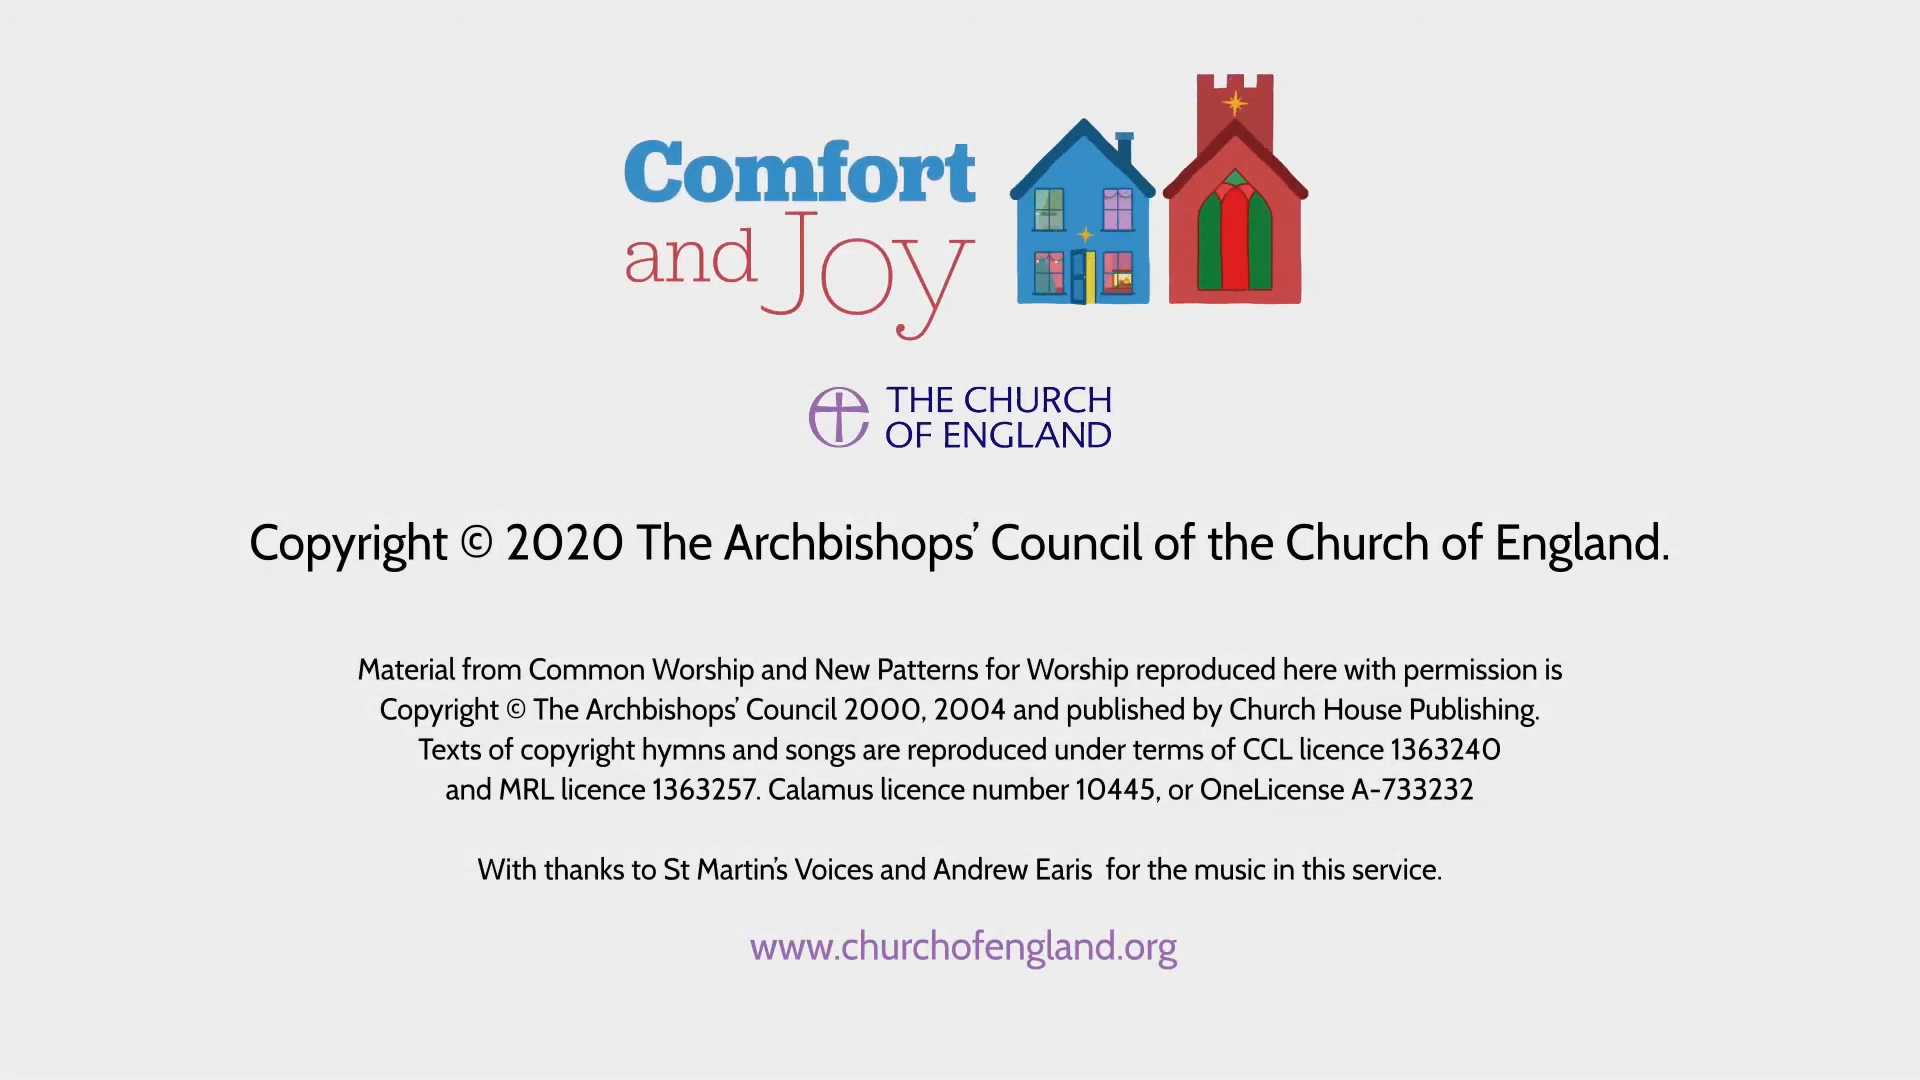 Comfort
and Joy
THE CHURCH
OF ENGLAND
Copyright © 2020 The Archbishops’ Council of the Church of England.
Material from Common Worship and New Patterns for Worship reproduced here with permission is
Copyright © The Archbishops’ Council 2000, 2004 and published by Church House Publishing.
Texts of copyright hymns and songs are reproduced under terms of CCL licence 1363240
and MRL licence 1363257. Calamus licence number 10445, or OneLicense A-733232
With thanks to St Martin’s Voices and Andrew Earis  for the music in this service.
www.churchofengland.org